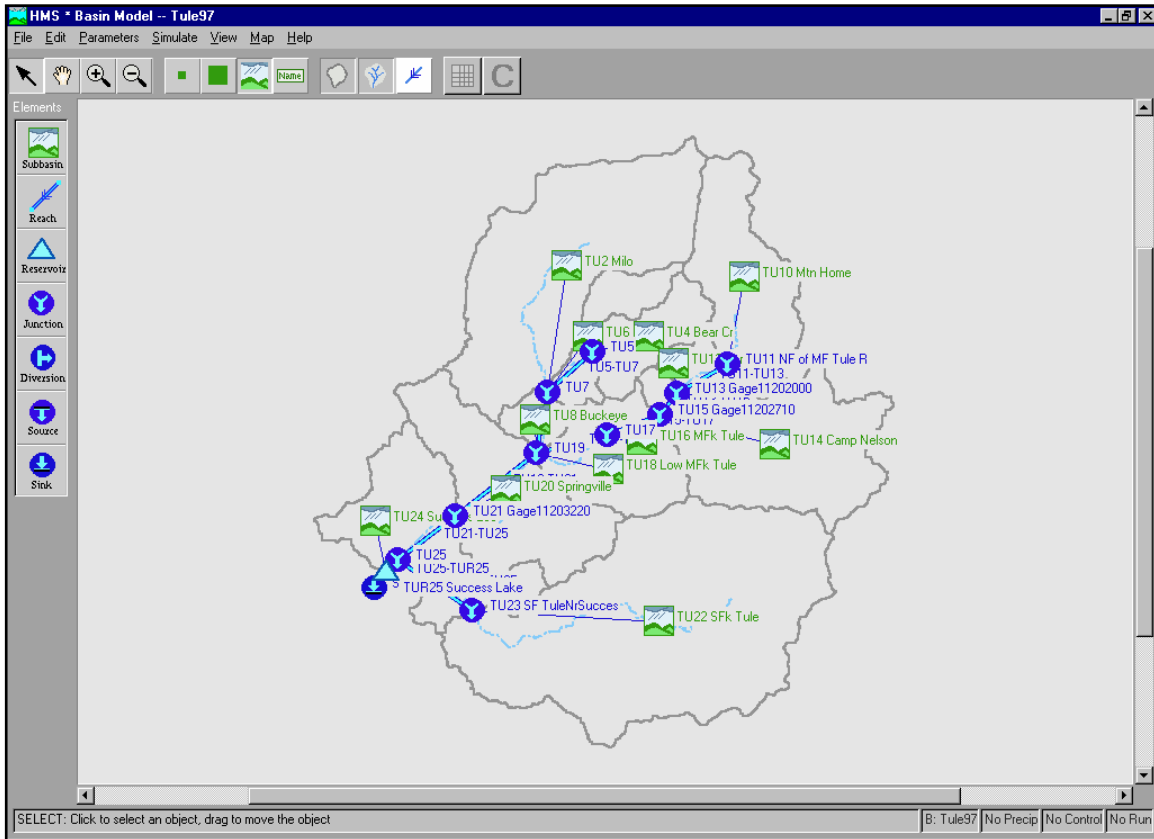 HMS * Basin Model -- Tule97
File Edit Parameters Simulate View Map Help
Name
C
Elements
Subbasin
Reach
Reservoir
Junction
Diversion
Source
Sink
TU2 Milo
TU10 Mtn Home
TU6
TU4 Bear Cr
TU5
TU5-TU7
TU11 NF of MF Tule R
TU11-TU13
TU7
TU13 Gage11202000
TU8 Buckeye
TU15 Gage11202710
TU17
TU16 MFk Tule
TU14 Camp Nelson
TU19
TU18 Low MFk Tule
TU20 Springville
TU21 Gage11203220
TU24
TU21-TU25
TU25
TU25-TUR25
TUR25 Success Lake
TU23 SF TuleNrSucces
TU22 SFk Tule
SELECT: Click to select an object, drag to move the object
B: Tule97 No Precip No Control No Run